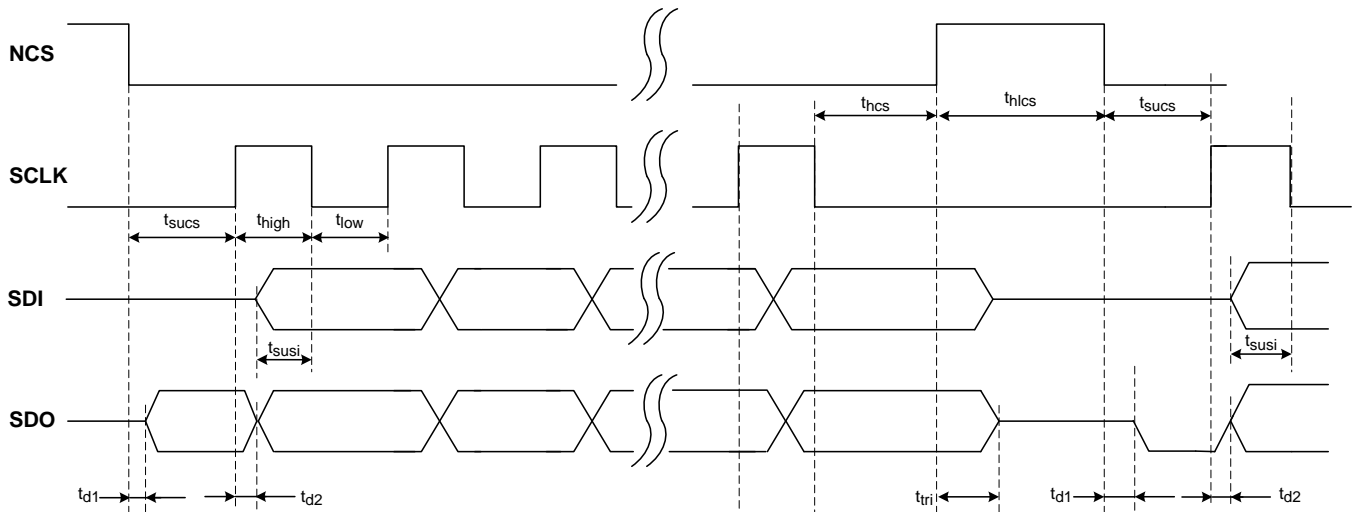 NCS
thcs
thlcs
tsucs
SCLK
tsucs
thigh
tlow
SDI
tsusi
tsusi
SDO
td1
td2
ttri
td1
td2